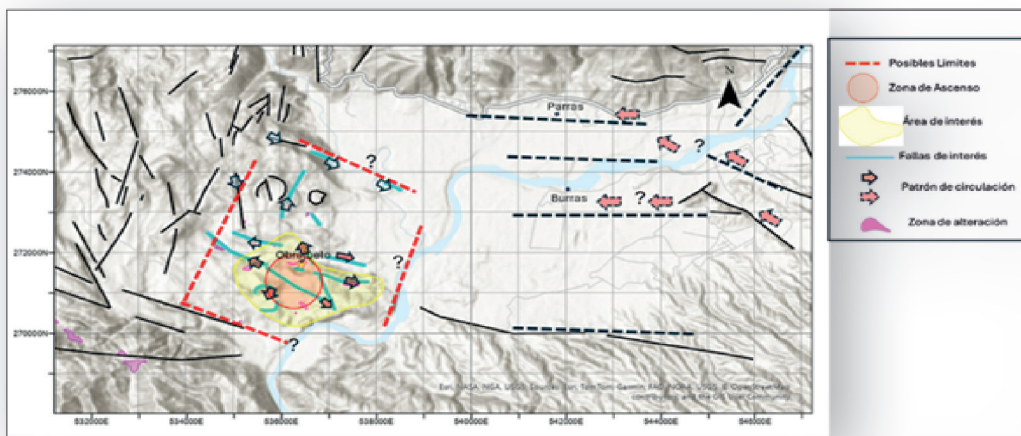 N
276000N
Parras
?
?
274000N
?
Burras
?
272000N
Obrajuelo
?
270000N
?
532000E
534000E
536000E
538000E
540000E
542000E
544000E
546000E
Posibles Limites
Zona de Ascenso
Área de interés
Fallas de interés
Patrón de circulación
Zona de alteración